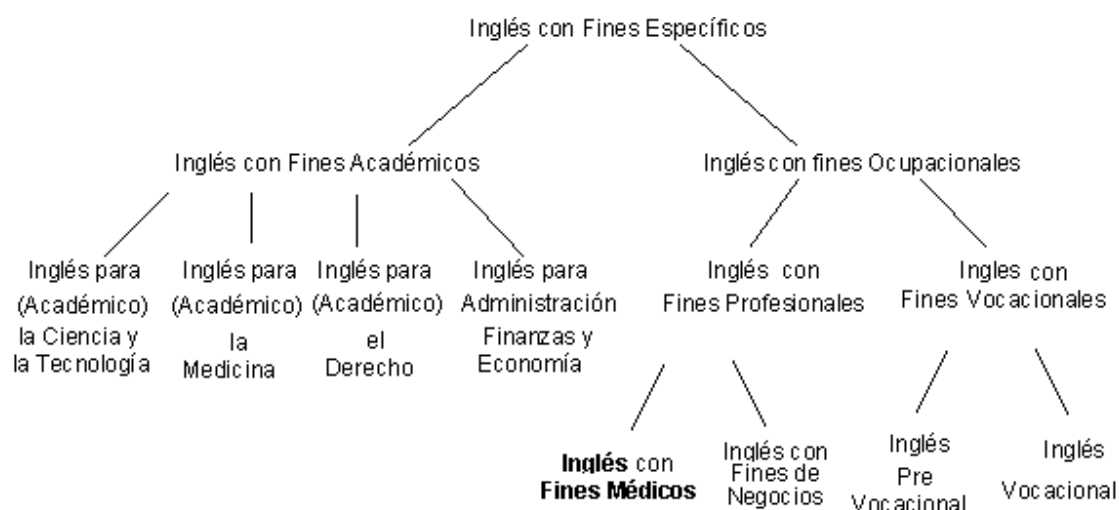 Inglés con Fines Específicos
Inglés con Fines Académicos
Inglés con fines Ocupacionales
Inglés para
(Académico)
la Ciencia y
la Tecnología
Inglés para
(Académico)
la
Medicina
Inglés para
(Académico)
el
Derecho
Inglés para
Administración
Finanzas y
Economía
Inglés con
Fines Profesionales
Ingles con
Fines Vocacionales
Inglés con
Fines Médicos
Inglés con
Fines de
Negocios
Inglés
Pre
Vocacional
Inglés
Vocacional